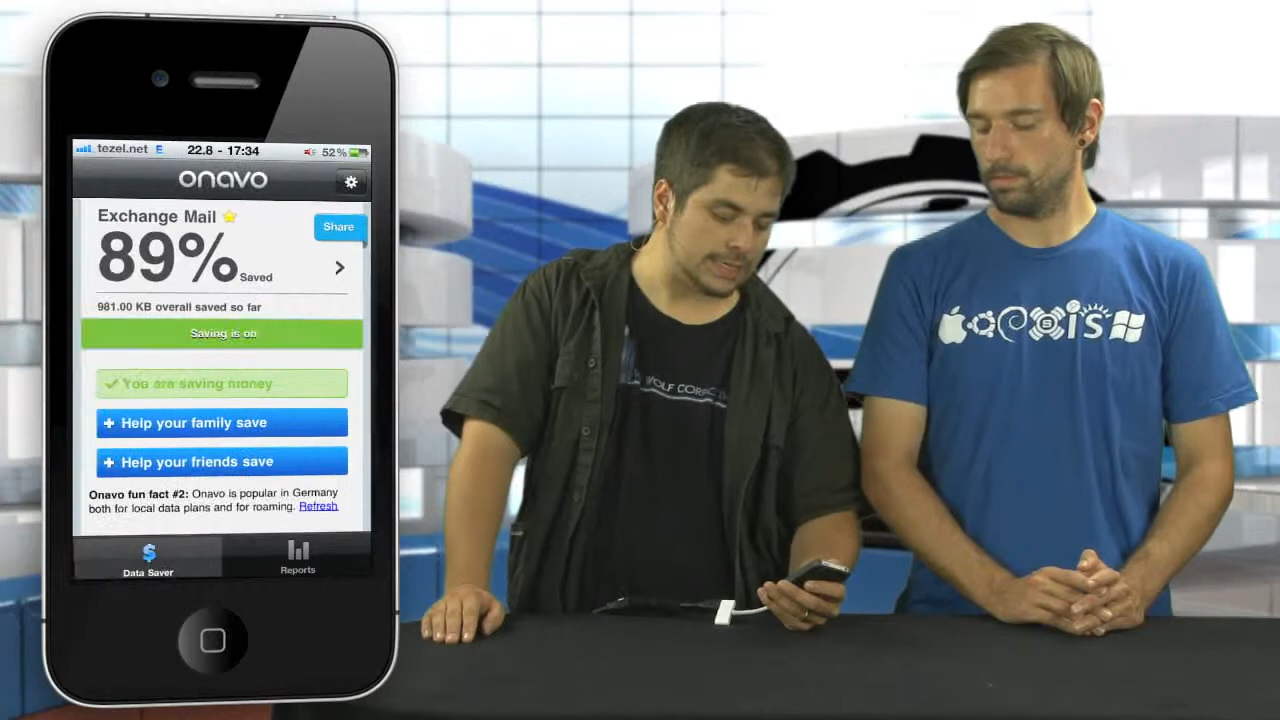 tezel.net E 22.8 - 17:34 52%
onavo
Exchange Mail
Share
89% Saved
981.00 KB overall saved so far
Saving is on
You are saving money
Help your family save
Help your friends save
Onavo fun fact #2: Onavo is popular in Germany
both for local data plans and for roaming. Refresh
$
Data Saver
Reports
WOLF